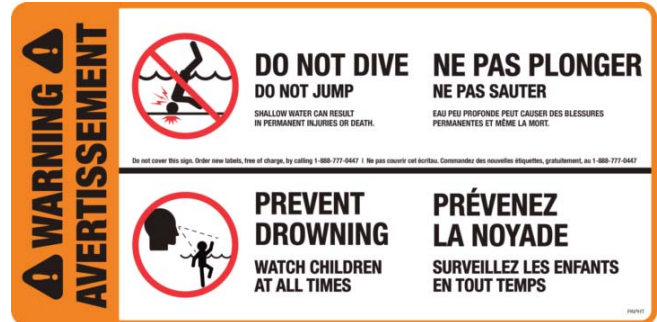 WARNING
AVERTISSEMENT
DO NOT DIVE
DO NOT JUMP
SHALLOW WATER CAN RESULT
IN PERMANENT INJURIES OR DEATH.
NE PAS PLONGER
NE PAS SAUTER
EAU PEU PROFONDE PEUT CAUSER DES BLESSURES
PERMANENTES ET MÊME LA MORT.
Do not cover this sign. Order new labels, free of charge, by calling 1-888-777-0447 | Ne pas couvrir cet écritau. Commandez des nouvelles étiquettes, gratuitement, au 1-888-777-0447
PREVENT
DROWNING
WATCH CHILDREN
AT ALL TIMES
PRÉVENEZ
LA NOYADE
SURVEILLEZ LES ENFANTS
EN TOUT TEMPS